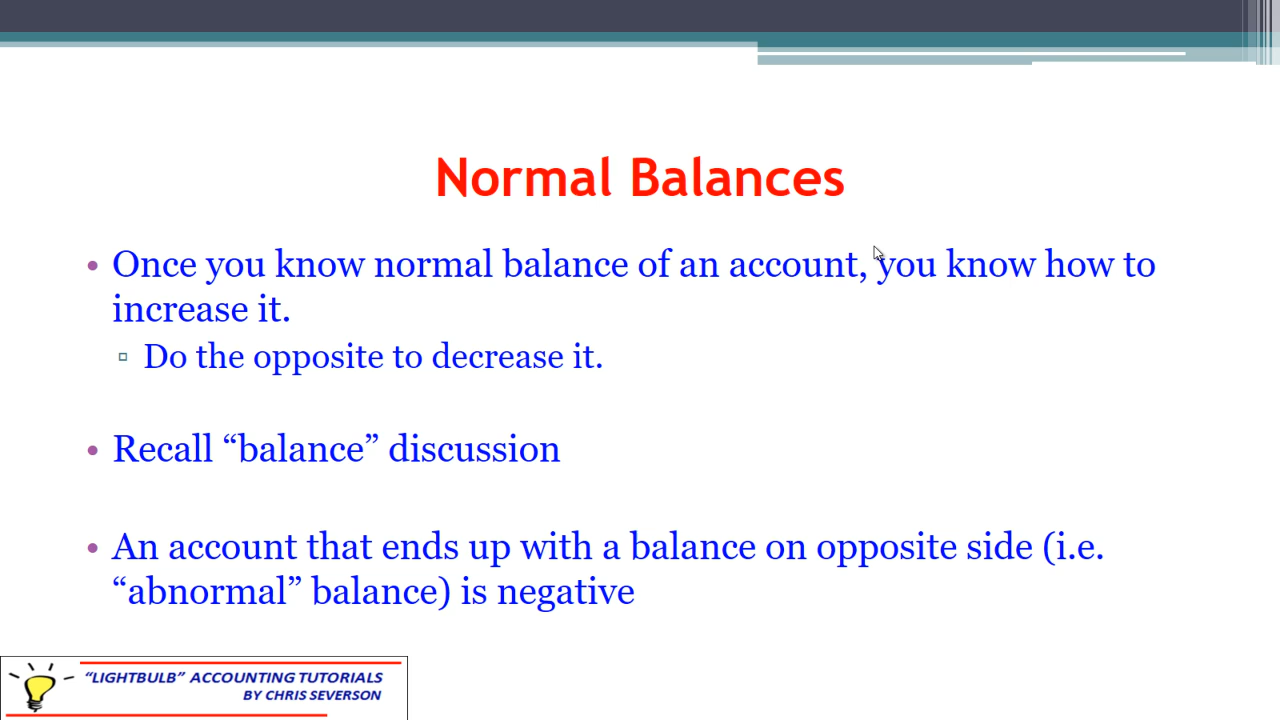 Normal Balances
• Once you know normal balance of an account, you know how to
increase it.
▫ Do the opposite to decrease it.
• Recall “balance” discussion
• An account that ends up with a balance on opposite side (i.e.
“abnormal” balance) is negative
“LIGHTBULB” ACCOUNTING TUTORIALS
BY CHRIS SEVERSON